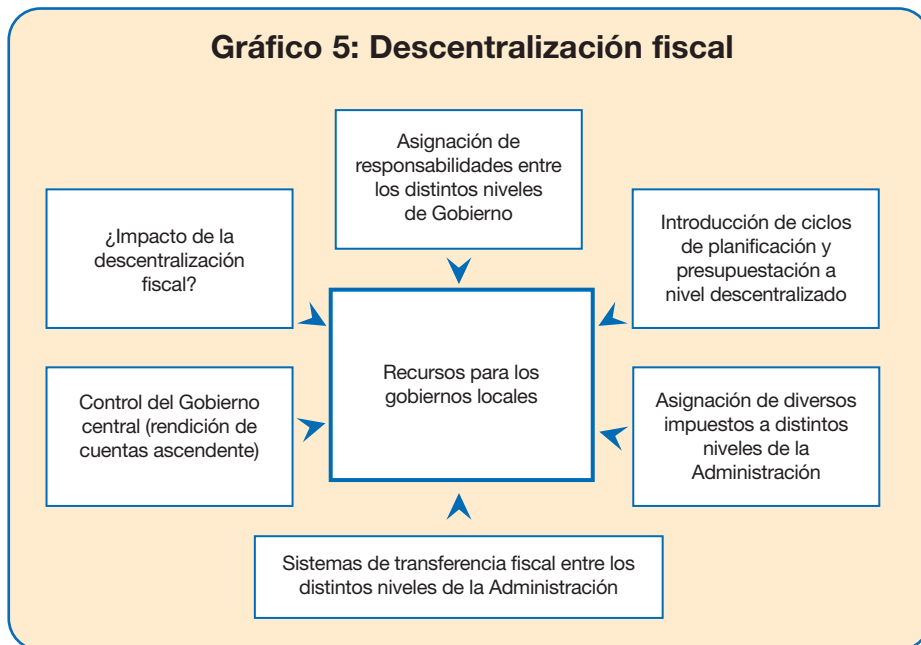 Gráfico 5: Descentralización fiscal
Asignación de
responsabilidades entre
los distintos niveles
de Gobierno
¿Impacto de la
descentralización
fiscal?
Introducción de ciclos
de planificación y
presupuestación a
nivel descentralizado
Recursos para los
gobiernos locales
Control del Gobierno
central (rendición de
cuentas ascendente)
Asignación de diversos
impuestos a distintos
niveles de la
Administración
Sistemas de transferencia fiscal entre los
distintos niveles de la Administración